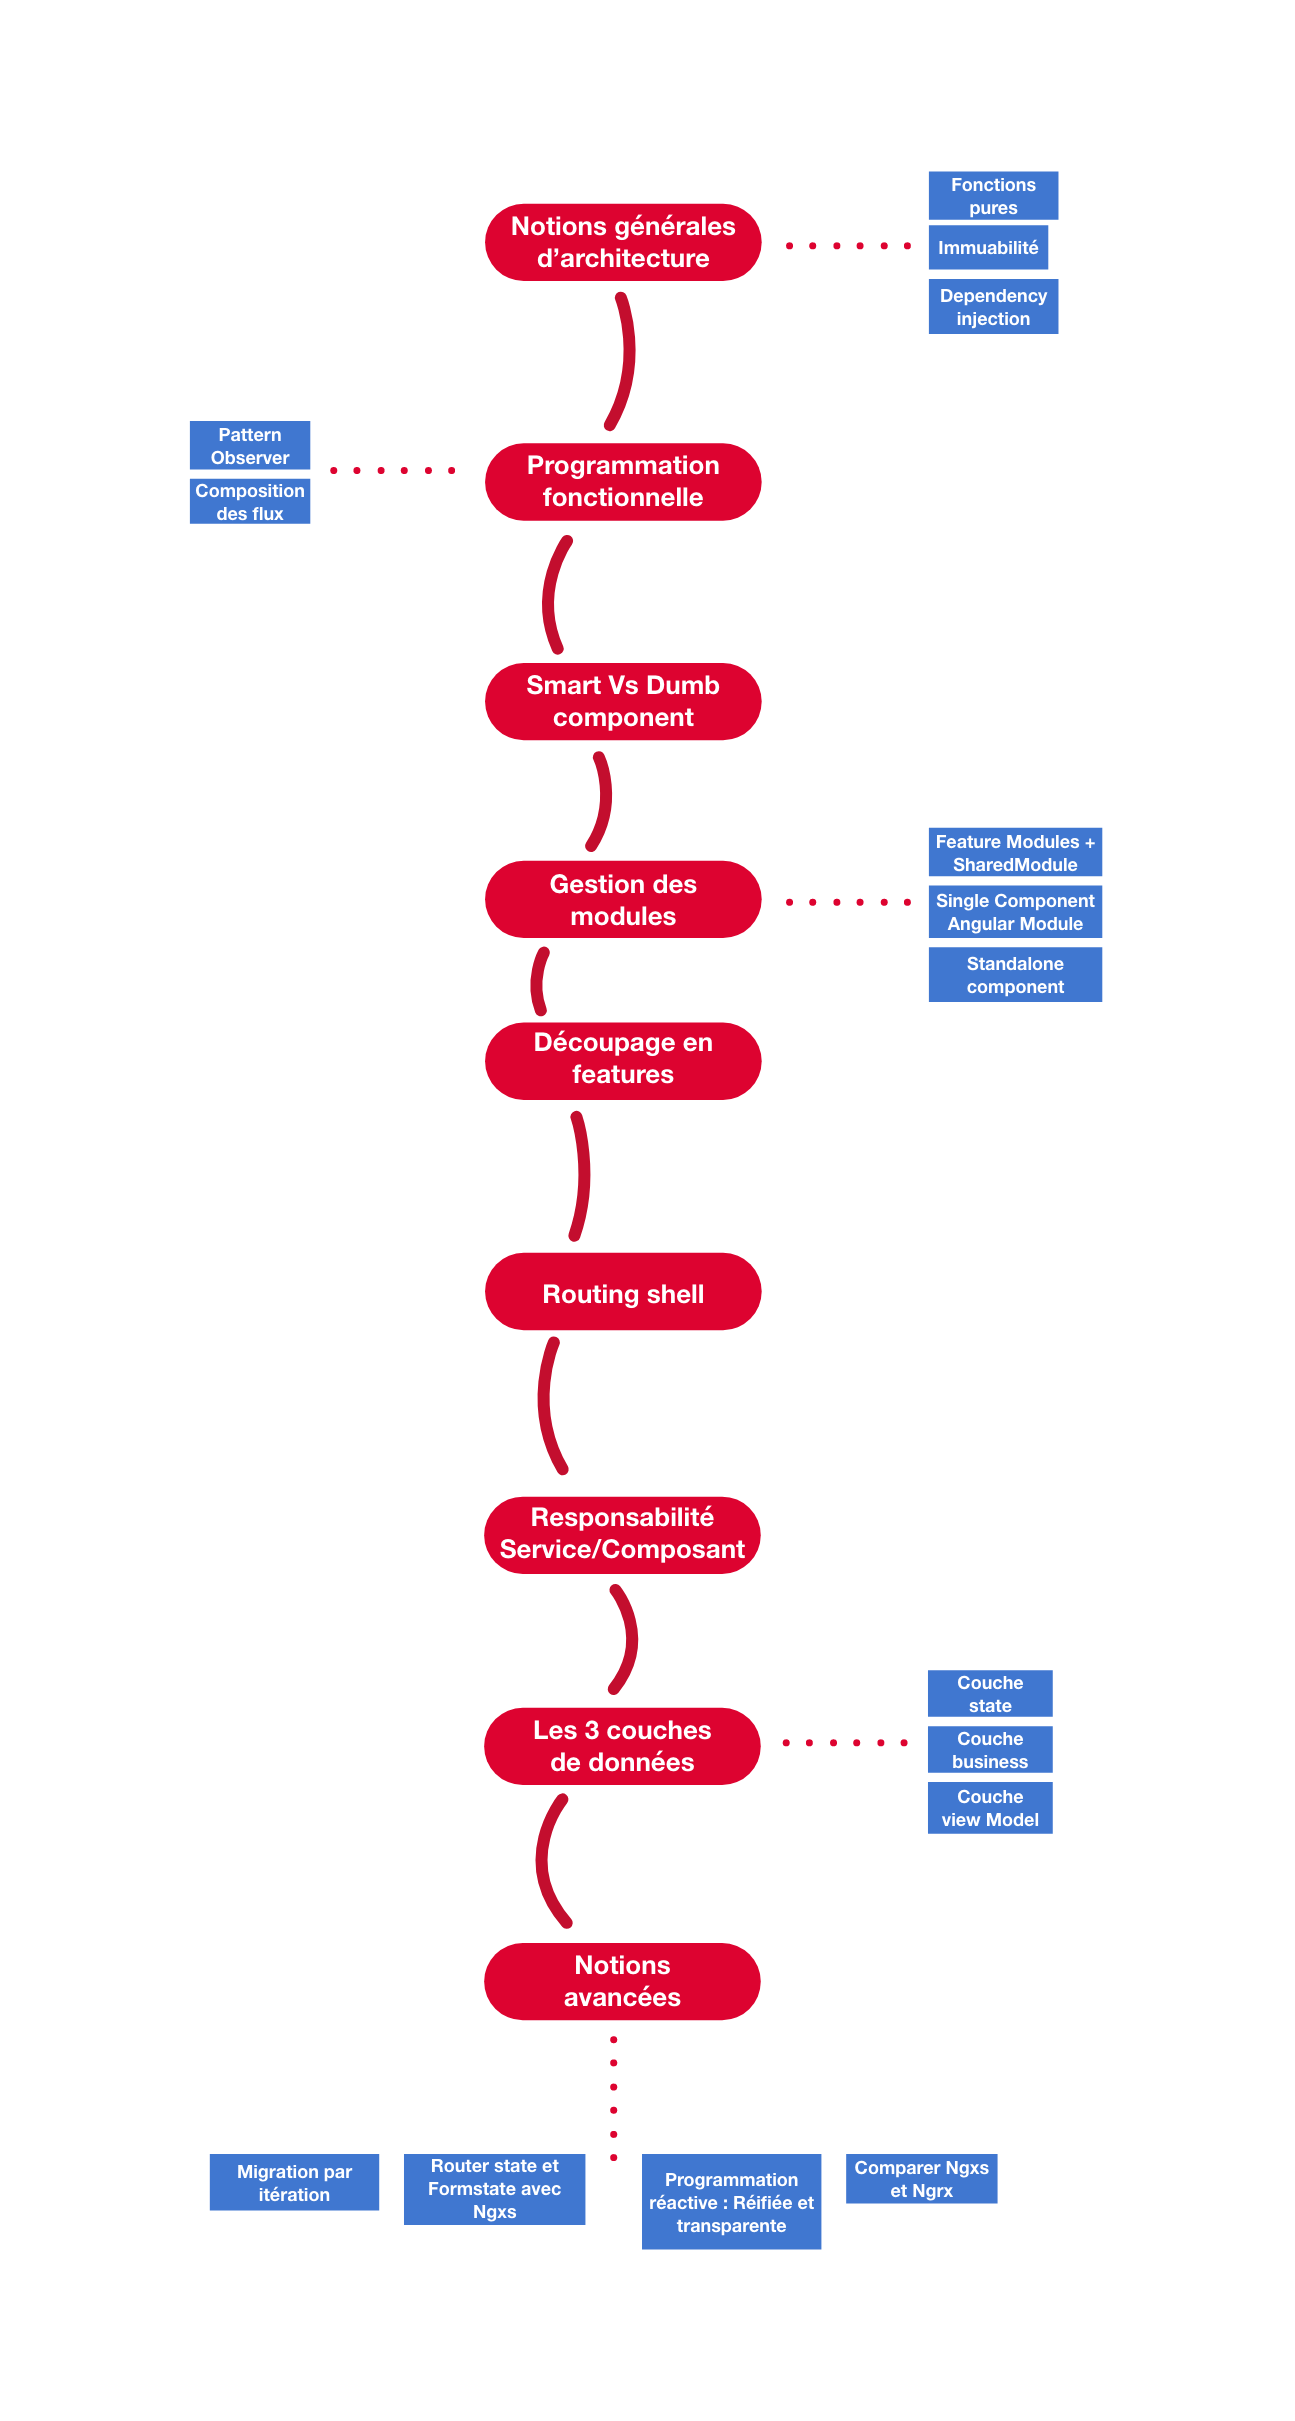 Notions générales
d’architecture
Fonctions
pures
Immuabilité
Dependency
injection
Pattern
Observer
Composition
des flux
Programmation
fonctionnelle
Smart Vs Dumb
component
Gestion des
modules
Feature Modules +
SharedModule
Single Component
Angular Module
Standalone
component
Découpage en
features
Routing shell
Responsabilité
Service/Composant
Les 3 couches
de données
Couche
state
Couche
business
Couche
view Model
Notions
avancées
Migration par
itération
Router state et
Formstate avec
Ngxs
Programmation
réactive : Réifiée et
transparente
Comparer Ngxs
et Ngrx